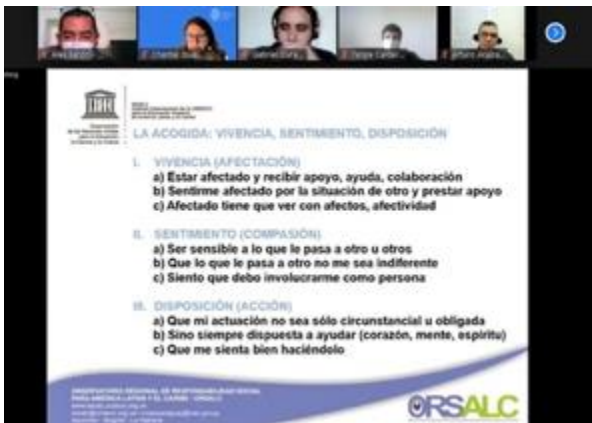 LA ACOGIDA: VIVENCIA, SENTIMIENTO, DISPOSICIÓN
I. VIVENCIA (AFECTACIÓN)
a) Estar afectado y recibir apoyo, ayuda, colaboración
b) Sentirme afectado por la situación de otro y prestar apoyo
c) Afectado tiene que ver con afectos, afectividad
II. SENTIMIENTO (COMPASIÓN)
a) Ser sensible a lo que le pasa a otro u otros
b) Que lo que le pasa a otro no me sea indiferente
c) Siento que debo involucrarme como persona
III. DISPOSICIÓN (ACCIÓN)
a) Que mi actuación no sea sólo circunstancial u obligada
b) Sino siempre dispuesta a ayudar (corazón, mente, espíritu)
c) Que me sienta bien haciéndolo
OBSERVATORIO REGIONAL DE RESPONSABILIDAD SOCIAL
PARA AMÉRICA LATINA Y EL CARIBE - ORSALC
ORSALC